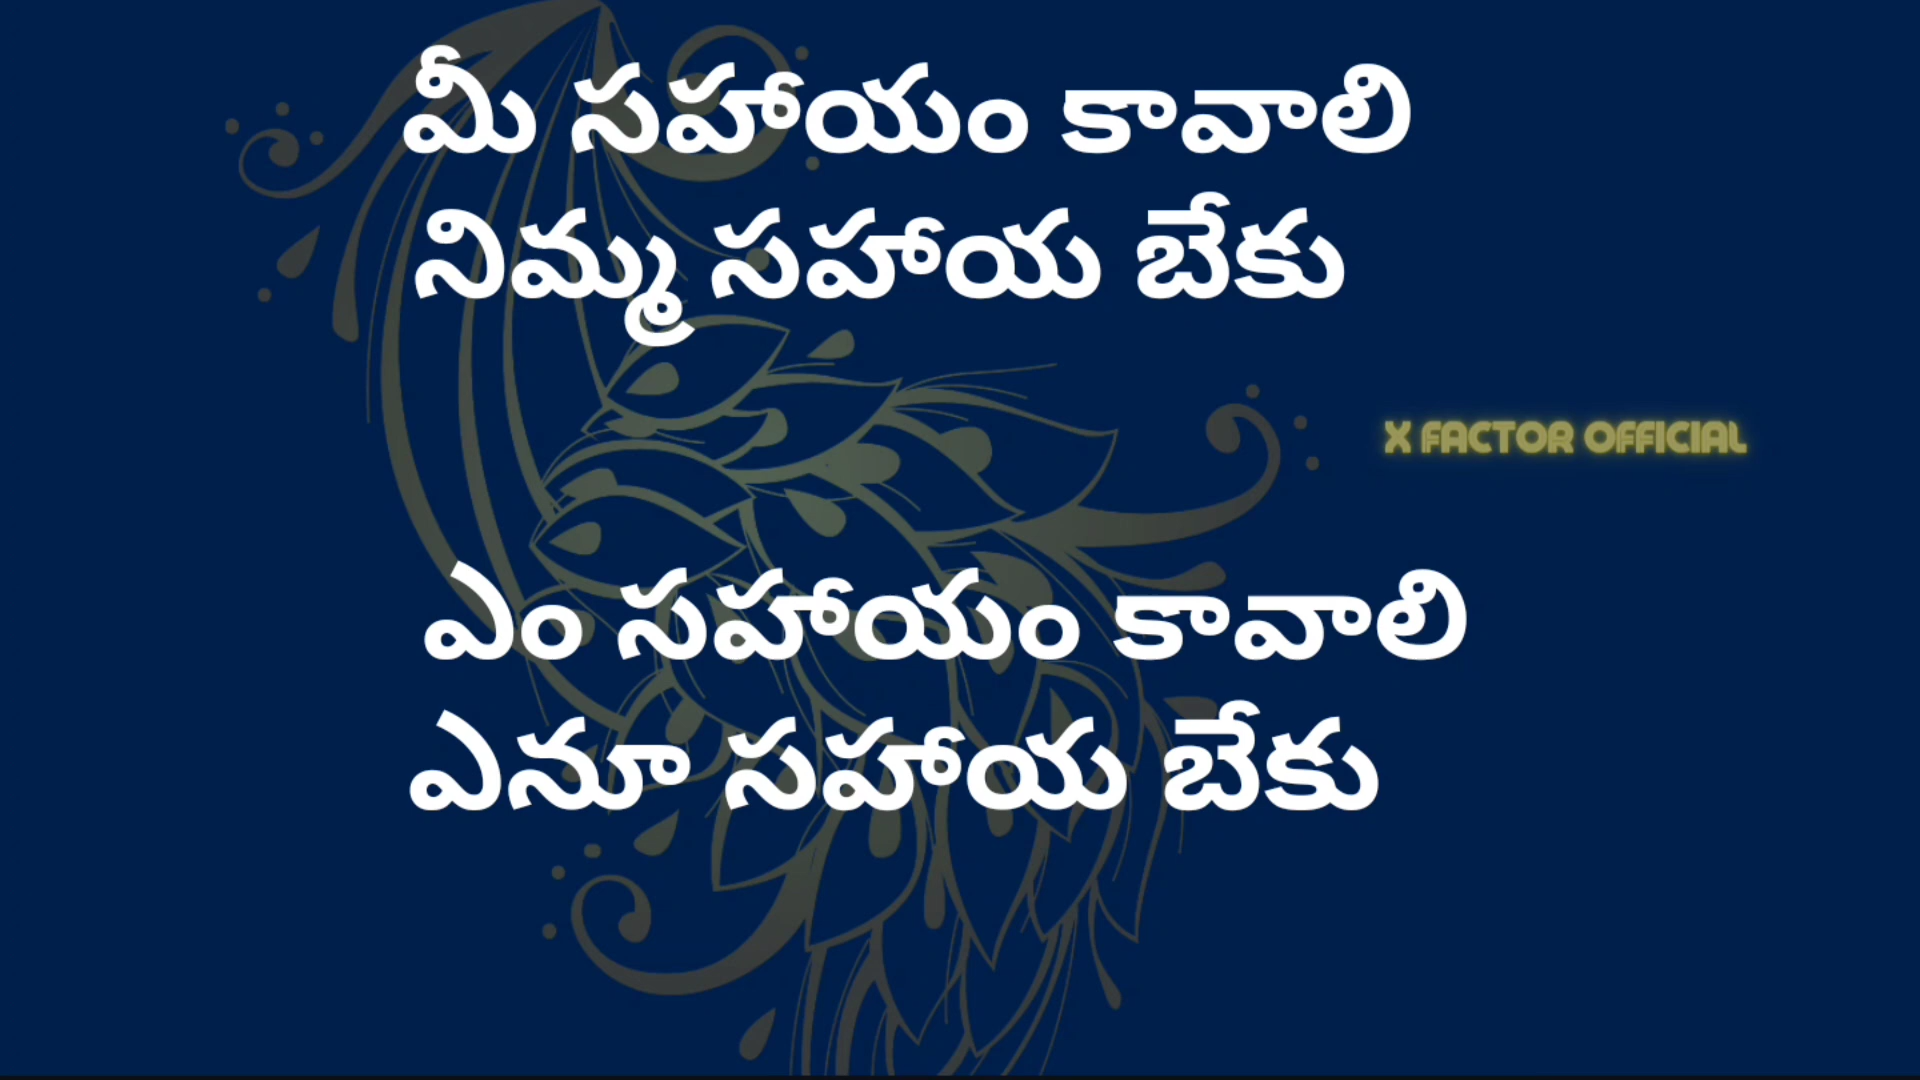 మీ సహాయం కావాలి
నిమ్మ సహాయ బేకు
X FACTOR OFFICIAL
ఎం సహాయం కావాలి
ఎనూ సహాయ బేకు